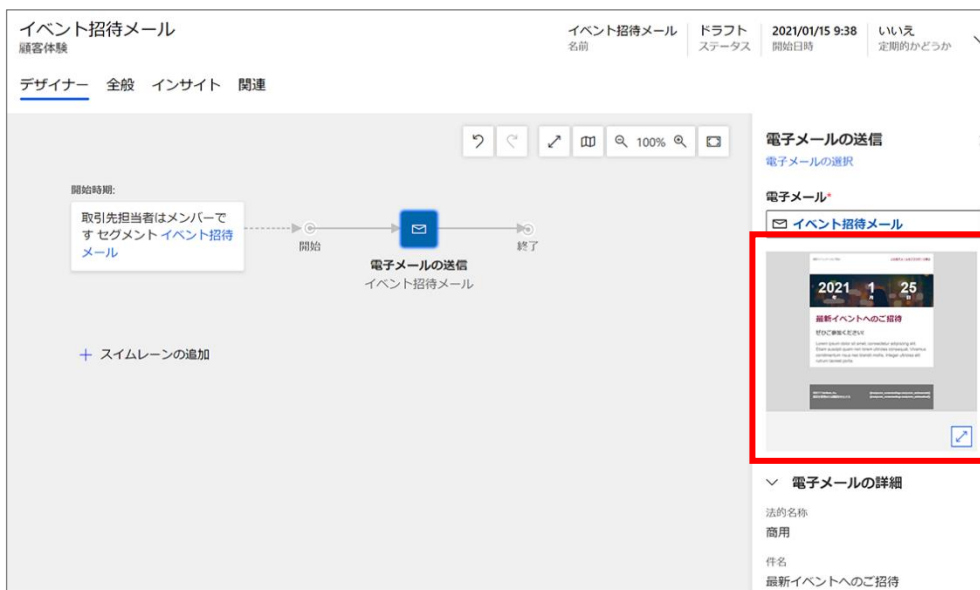 イベント招待メール
顧客体験
イベント招待メール
名前
ドラフト
ステータス
2021/01/15 9:38
開始日時
いいえ
定期的かどうか
デザイナー 全般 インサイト 関連
100%
開始時期:
取引先担当者はメンバーで
す セグメント イベント招待
メール
開始
電子メールの送信
イベント招待メール
終了
+ スイムレーンの追加
電子メールの送信
電子メールの選択
電子メール*
イベント招待メール
2021 1 25
年 月 日
最新イベントへのご招待
ぜひご参加ください!
電子メールの詳細
法的名称
商用
件名
最新イベントへのご招待